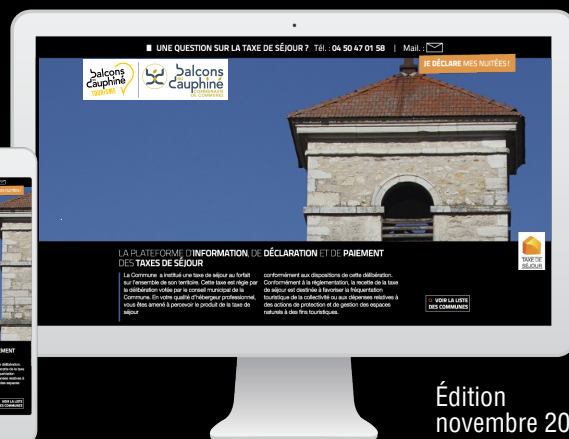 UNE QUESTION SUR LA TAXE DE SÉJOUR ? Tél. : 04 50 47 01 58 | Mail. :
JE DÉCLARE MES NUITÉES !
Balcons
du
Dauphiné
TOURISME
Balcons
du
Dauphiné
COMMUNAUTÉ
DE COMMUNES
LA PLATEFORME D'INFORMATION, DE DÉCLARATION ET DE PAIEMENT
DES TAXES DE SÉJOUR
La Commune a institué une taxe de séjour au forfait
sur l'ensemble de son territoire. Cette taxe est régie par
la délibération votée par le conseil municipal de la
Commune. En votre qualité d'hébergeur professionnel,
vous êtes amené à percevoir le produit de la taxe de
séjour
conformément aux dispositions de cette délibération.
Conformément à la réglementation, la recette de la taxe
de séjour est destinée à favoriser la fréquentation
touristique de la collectivité ou aux dépenses relatives à
des actions de protection et de gestion des espaces
naturels à des fins touristiques.
TAXE DE
SÉJOUR
VOIR LA LISTE
DES COMMUNES
Édition
novembre 20